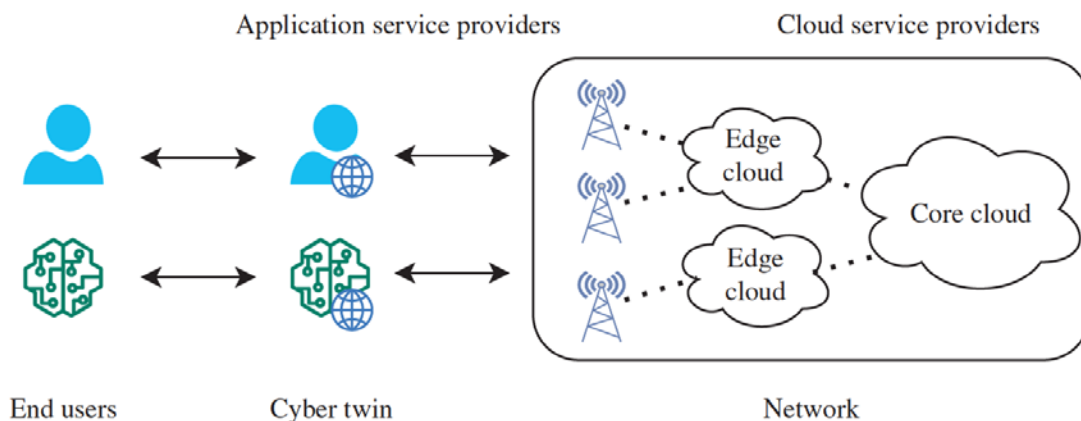 Application service providers
Cloud service providers
Edge
cloud
Core cloud
Edge
cloud
End users
Cyber twin
Network